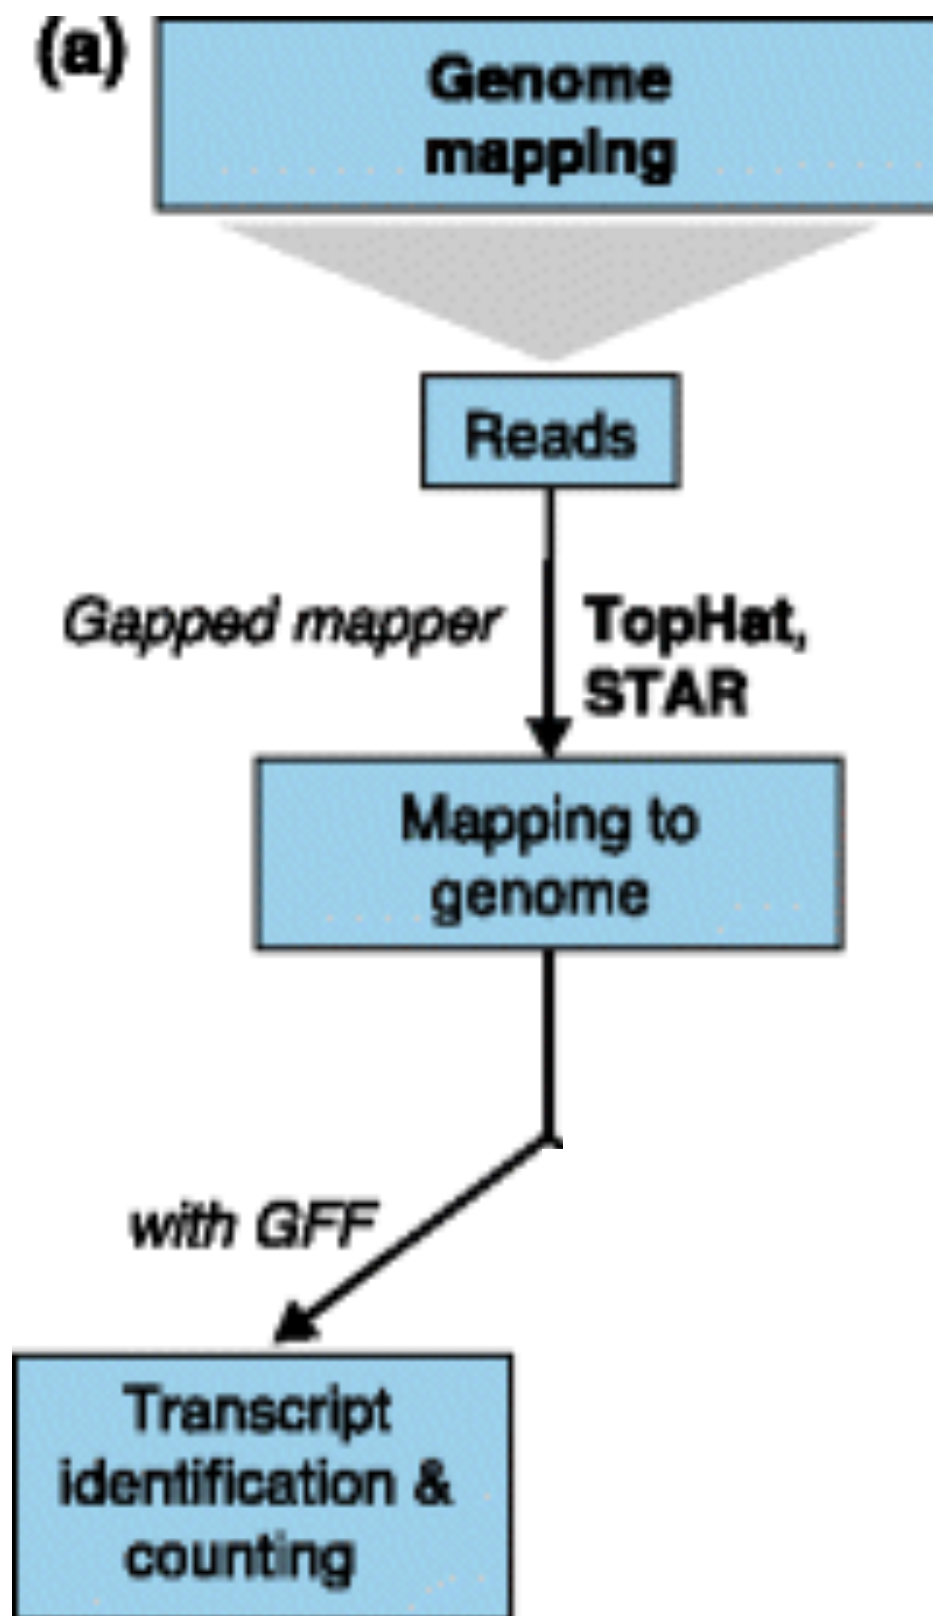 (a)
Genome
mapping
Reads
Gapped mapper
TopHat,
STAR
Mapping to
genome
with GFF
Transcript
identification &
counting